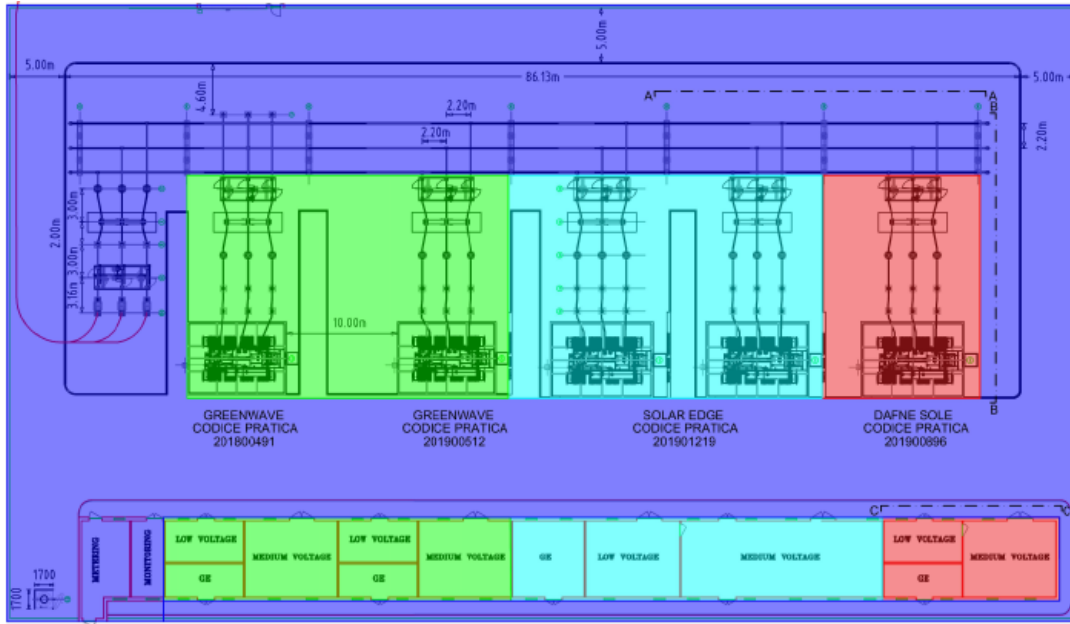 5.00m
5.00m
86.13m
5.00m
4.60m
A
A
B
2.20m
2.20m
2.20m
2.00m
3.00m
3.00m
3.16m
10.00m
B
GREENWAVE
CODICE PRATICA
201800491
GREENWAVE
CODICE PRATICA
201900512
SOLAR EDGE
CODICE PRATICA
201901219
DAFNE SOLE
CODICE PRATICA
201900896
C
C
METERING
MONITORING
LOW VOLTAGE
GE
MEDIUM VOLTAGE
LOW VOLTAGE
GE
MEDIUM VOLTAGE
GE
LOW VOLTAGE
MEDIUM VOLTAGE
LOW VOLTAGE
GE
MEDIUM VOLTAGE
1700
1700